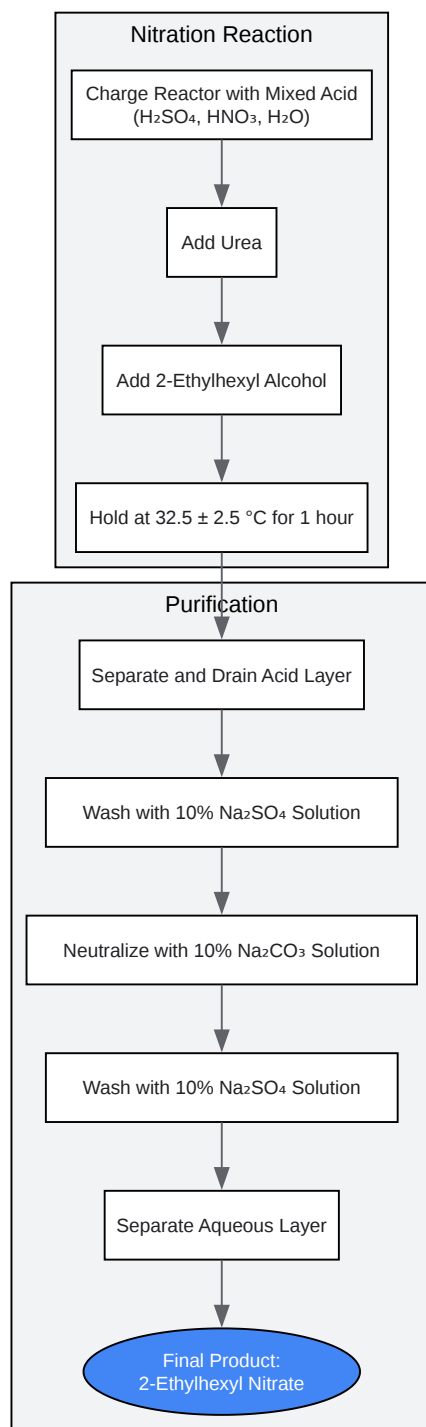 Nitration Reaction
Charge Reactor with Mixed Acid
(H₂SO₄, HNO₃, H₂O)
Add Urea
Add 2-Ethylhexyl Alcohol
Hold at 32.5 ± 2.5 °C for 1 hour
Purification
Separate and Drain Acid Layer
Wash with 10% Na₂SO₄ Solution
Neutralize with 10% Na₂CO₃ Solution
Wash with 10% Na₂SO₄ Solution
Separate Aqueous Layer
Final Product:
2-Ethylhexyl Nitrate